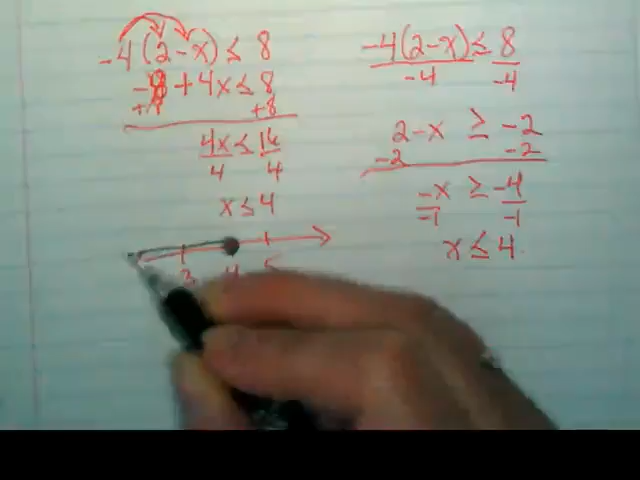 -4(2-x) ≤ 8
-8 + 4x ≤ 8
+8 +8
4x ≤ 16
4 4
x ≤ 4
3 4 5
-4(2-x) ≤ 8
-4 -4
2-x ≥ -2
-2 -2
-x ≥ -4
-1 -1
x ≤ 4